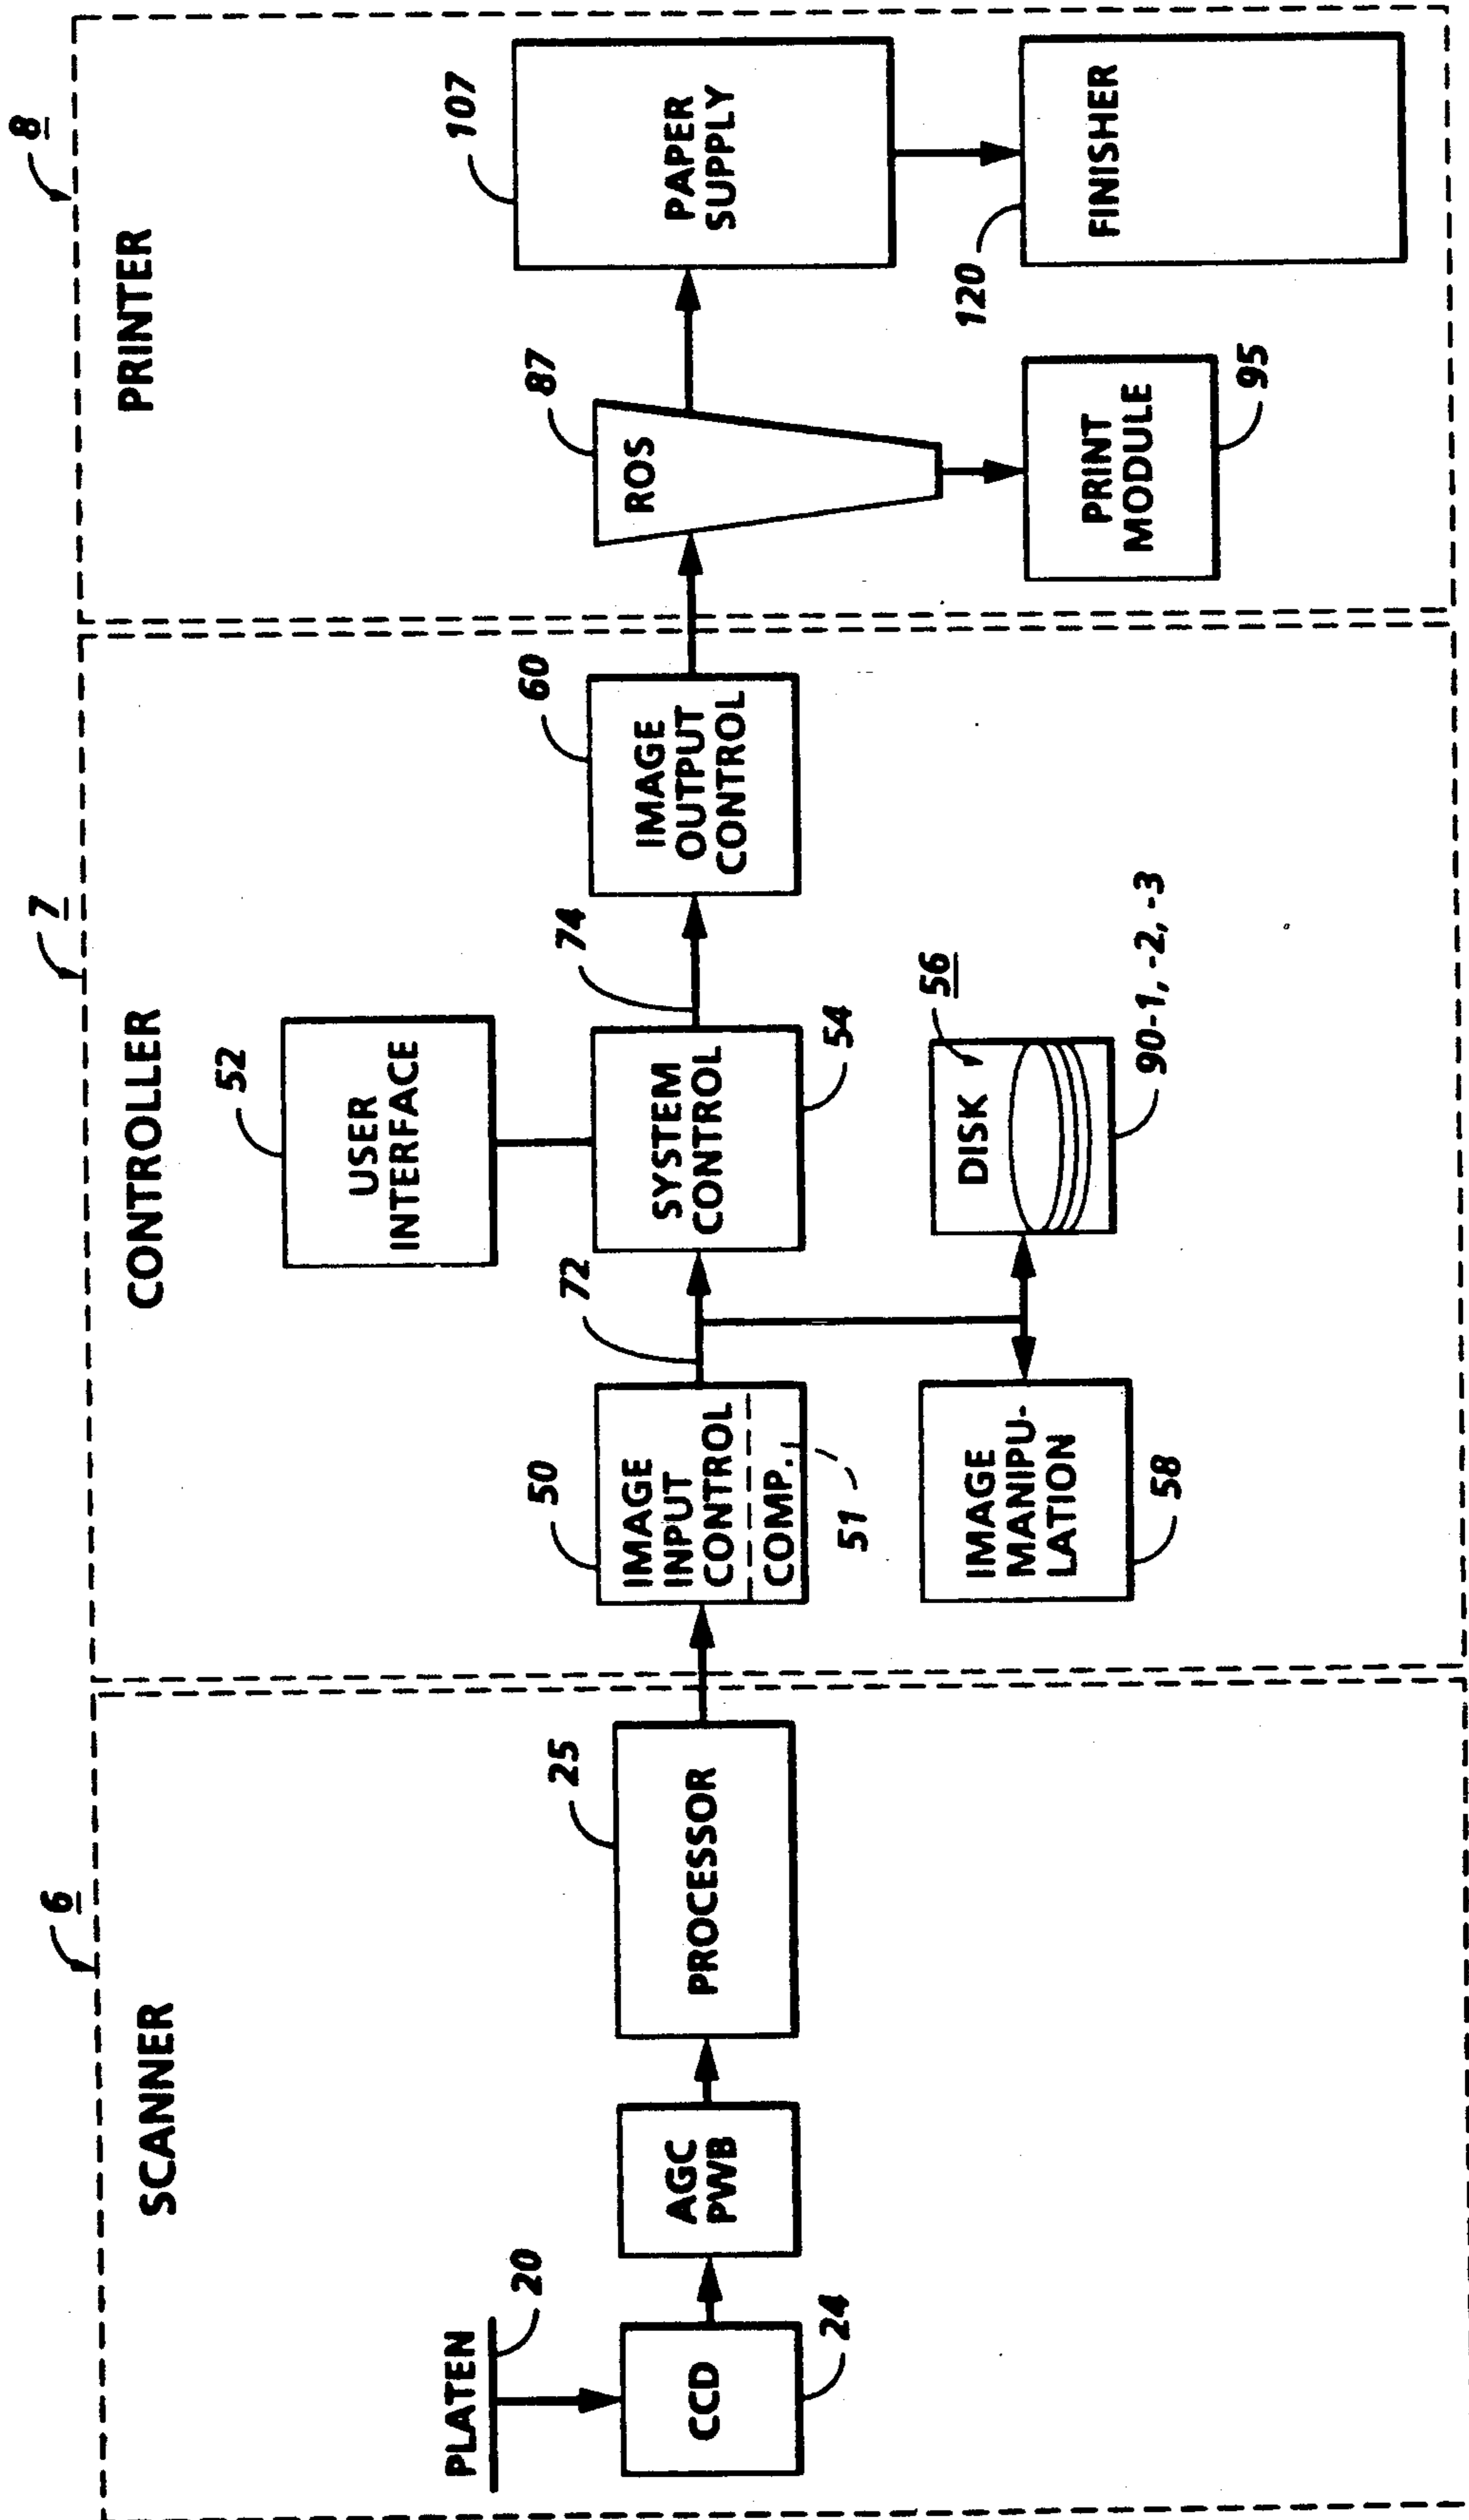 6
SCANNER
PLATEN
20
CCD
24
AGC
PWB
PROCESSOR
25
7
CONTROLLER
52
USER
INTERFACE
50
IMAGE
INPUT
CONTROL
COMP.
51
72
SYSTEM
CONTROL
54
74
IMAGE
OUTPUT
CONTROL
60
IMAGE
MANIPU-
LATION
58
DISK
56
90-1, -2, -3
8
PRINTER
87
ROS
PRINT
MODULE
95
107
PAPER
SUPPLY
120
FINISHER